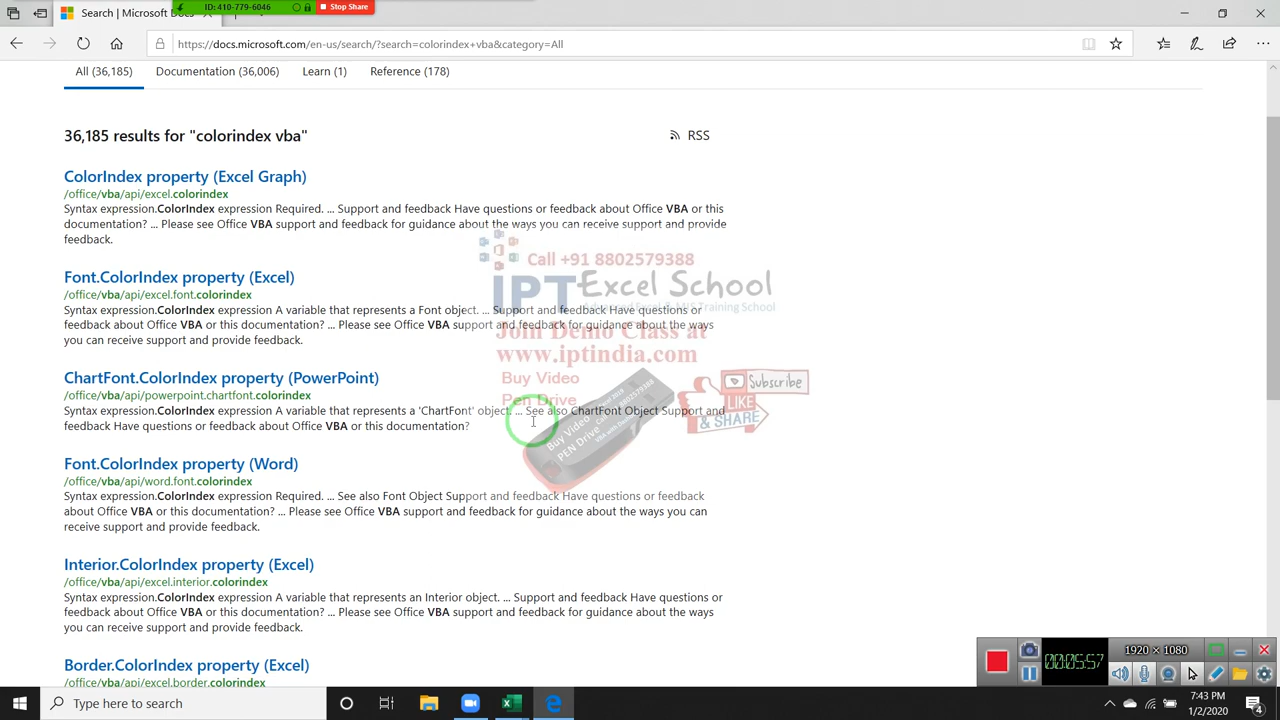 ID: 410-779-6046
Stop Share
Search | Microsoft Docs
https://docs.microsoft.com/en-us/search/?search=colorindex+vba&category=All
All (36,185)
Documentation (36,006)
Learn (1)
Reference (178)
36,185 results for "colorindex vba"
RSS
ColorIndex property (Excel Graph)
/office/vba/api/excel.colorindex
Syntax expression.ColorIndex expression Required. ... Support and feedback Have questions or feedback about Office VBA or this
documentation? ... Please see Office VBA support and feedback for guidance about the ways you can receive support and provide
feedback.
Call +91 8802579388
IPT Excel School
Advanced Excel & MIS Training School
Join Demo Class at
www.iptindia.com
Buy Video
Pen Drive
Subscribe
LIKE
& SHARE
Font.ColorIndex property (Excel)
/office/vba/api/excel.font.colorindex
Syntax expression.ColorIndex expression A variable that represents a Font object. ... Support and feedback Have questions or
feedback about Office VBA or this documentation? ... Please see Office VBA support and feedback for guidance about the ways
you can receive support and provide feedback.
ChartFont.ColorIndex property (PowerPoint)
/office/vba/api/powerpoint.chartfont.colorindex
Syntax expression.ColorIndex expression A variable that represents a 'ChartFont' object. ... See also ChartFont Object Support and
feedback Have questions or feedback about Office VBA or this documentation?
Font.ColorIndex property (Word)
/office/vba/api/word.font.colorindex
Syntax expression.ColorIndex expression Required. ... See also Font Object Support and feedback Have questions or feedback
about Office VBA or this documentation? ... Please see Office VBA support and feedback for guidance about the ways you can
receive support and provide feedback.
Interior.ColorIndex property (Excel)
/office/vba/api/excel.interior.colorindex
Syntax expression.ColorIndex expression A variable that represents an Interior object. ... Support and feedback Have questions or
feedback about Office VBA or this documentation? ... Please see Office VBA support and feedback for guidance about the ways
you can receive support and provide feedback.
Border.ColorIndex property (Excel)
/office/vba/api/excel.border.colorindex
00:05:57
1920 × 1080
Type here to search
7:43 PM
1/2/2020
4